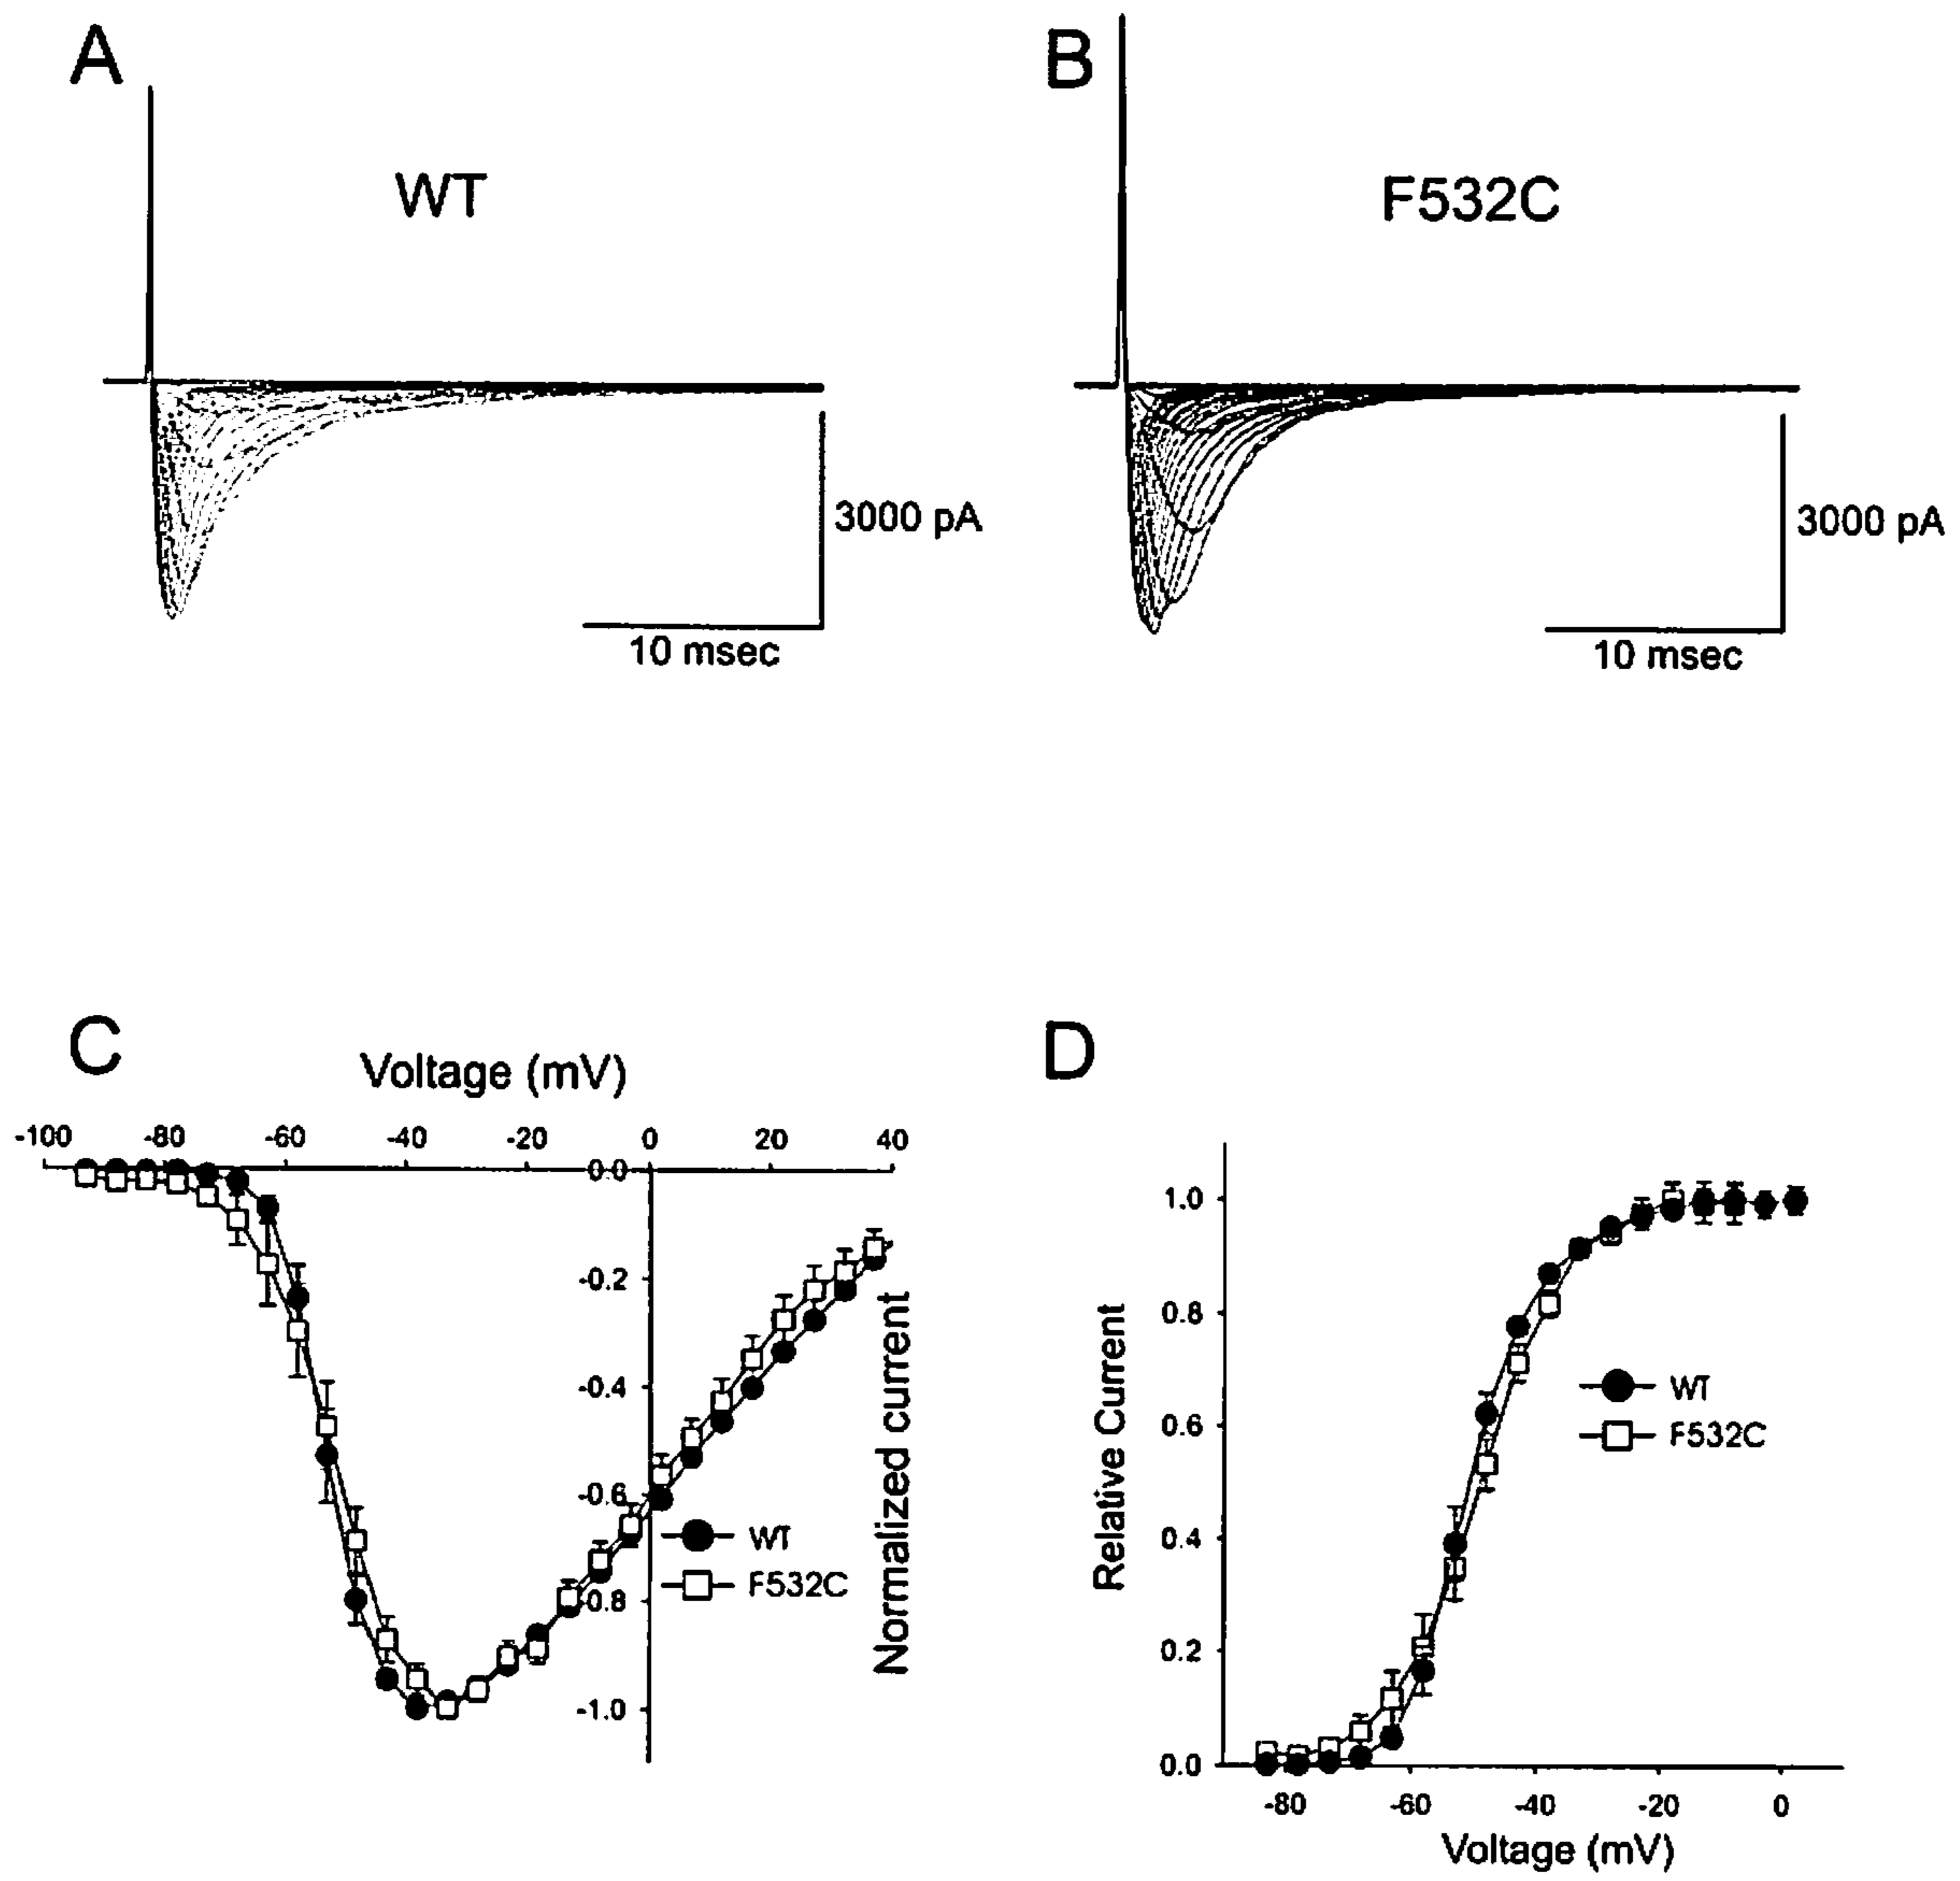 A
B
WT
F532C
3000 pA
3000 pA
10 msec
10 msec
C
D
Voltage (mV)
-100 -80 -60 -40 -20 0 20 40
0.0
-0.2
-0.4
-0.6
-0.8
-1.0
Normalized current
WT
F532C
1.0
0.8
0.6
0.4
0.2
0.0
Relative Current
WT
F532C
-80 -60 -40 -20 0
Voltage (mV)